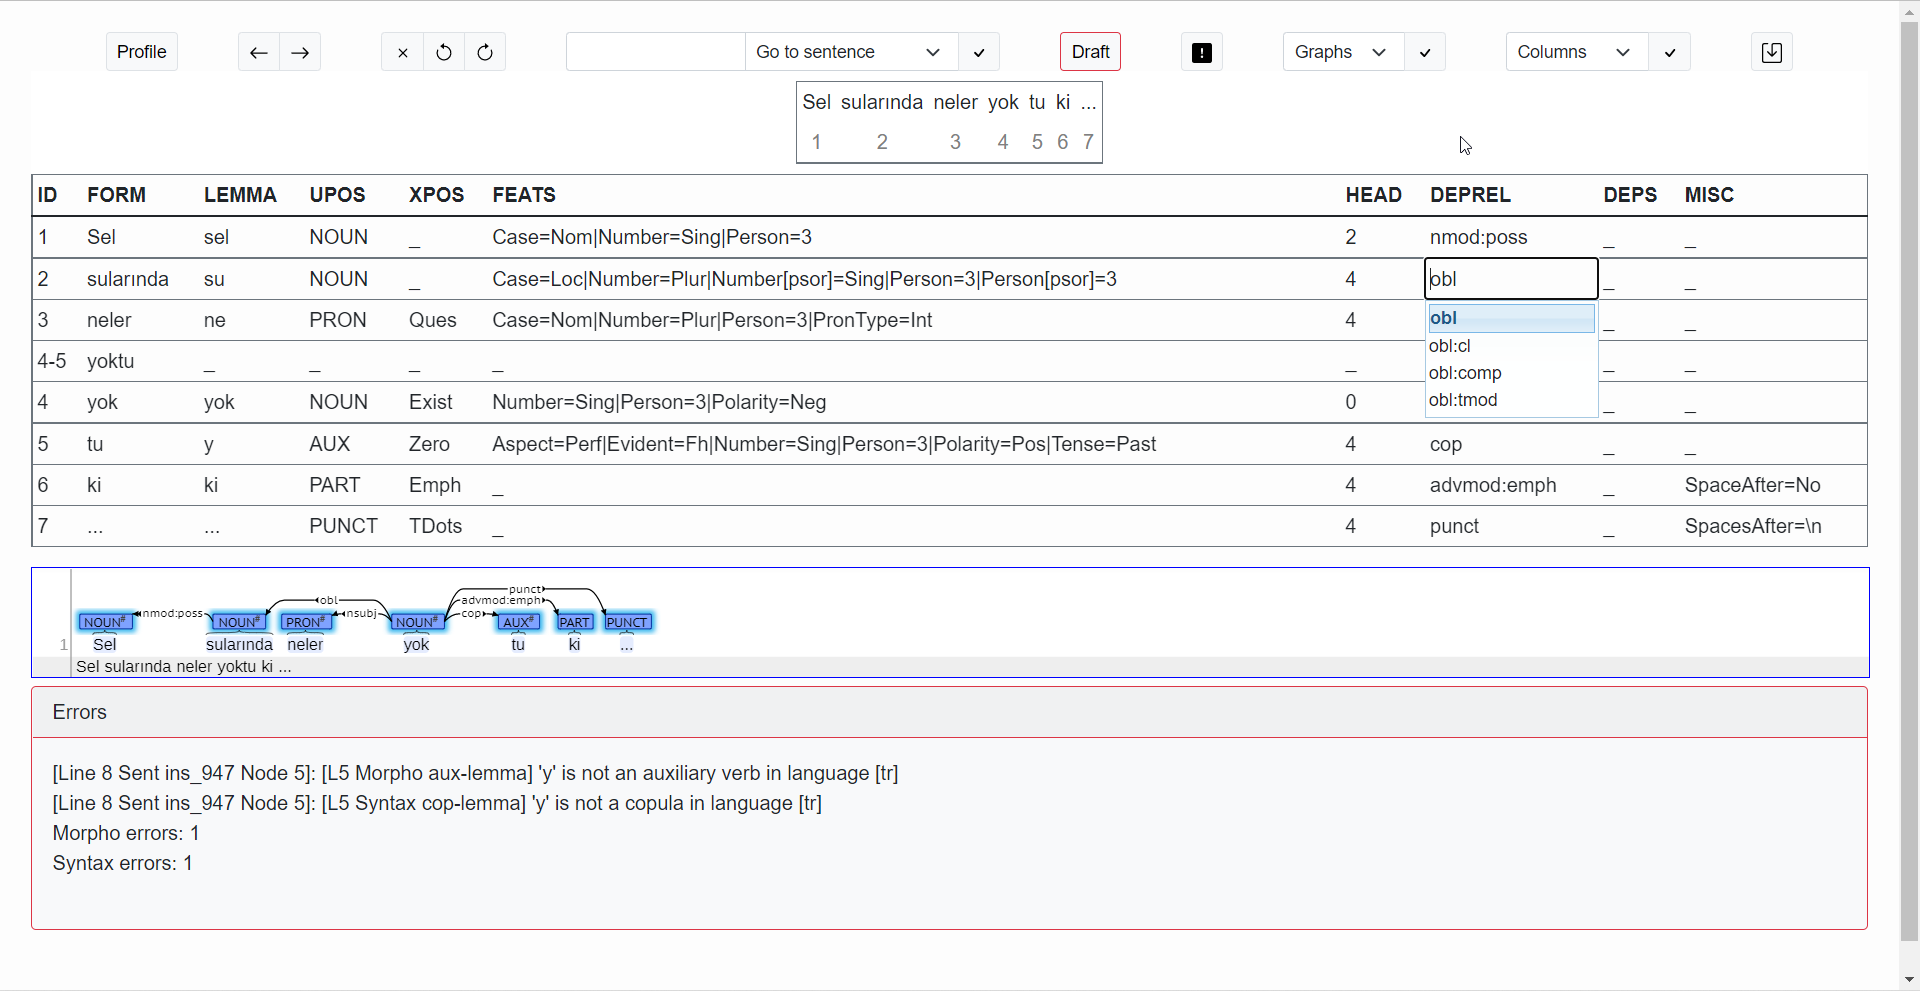 Profile Go to sentence Draft Graphs Columns
Sel sularında neler yok tu ki ...
1 2 3 4 5 6 7
ID FORM LEMMA UPOS XPOS FEATS HEAD DEPREL DEPS MISC
1 Sel sel NOUN _ Case=Nom|Number=Sing|Person=3 2 nmod:poss _ _
2 sularında su NOUN _ Case=Loc|Number=Plur|Number[psor]=Sing|Person=3|Person[psor]=3 4 obl _ _
3 neler ne PRON Ques Case=Nom|Number=Plur|Person=3|PronType=Int 4 _ _
obl
obl:cl
obl:comp
obl:tmod
4-5 yoktu _ _ _ _ _ _ _
4 yok yok NOUN Exist Number=Sing|Person=3|Polarity=Neg 0 _ _
5 tu y AUX Zero Aspect=Perf|Evident=Fh|Number=Sing|Person=3|Polarity=Pos|Tense=Past 4 cop _ _
6 ki ki PART Emph _ 4 advmod:emph _ SpaceAfter=No
7 ... ... PUNCT TDots _ 4 punct _ SpacesAfter=\n
punct
obl advmod:emph
nmod:poss nsubj cop
NOUN# NOUN# PRON# NOUN# AUX# PART PUNCT
1 Sel sularında neler yok tu ki ...
Sel sularında neler yoktu ki ...
Errors
[Line 8 Sent ins_947 Node 5]: [L5 Morpho aux-lemma] 'y' is not an auxiliary verb in language [tr]
[Line 8 Sent ins_947 Node 5]: [L5 Syntax cop-lemma] 'y' is not a copula in language [tr]
Morpho errors: 1
Syntax errors: 1